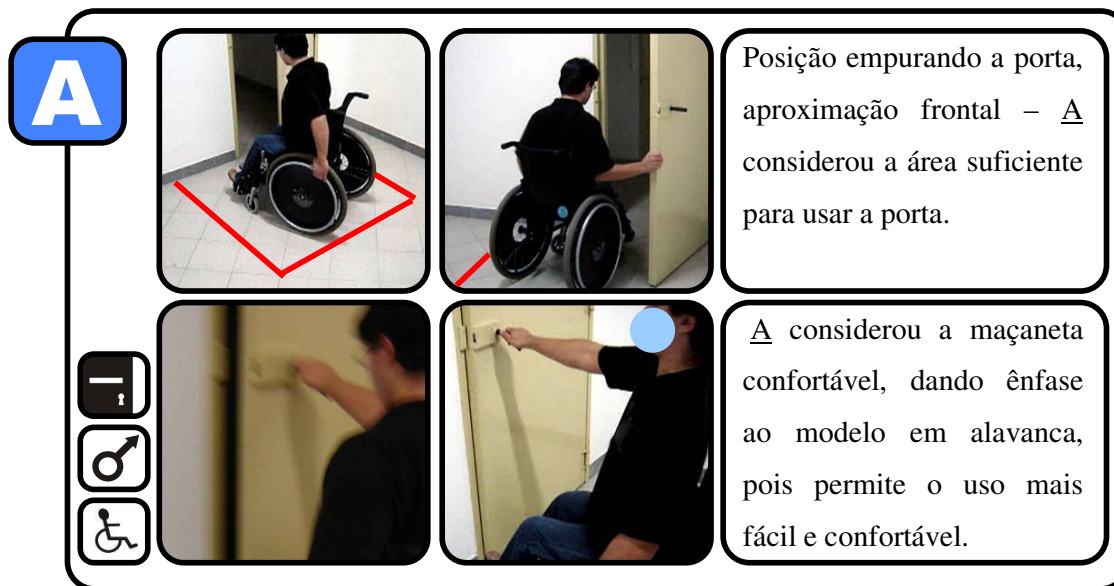 A
Posição empurando a porta,
aproximação frontal – A
considerou a área suficiente
para usar a porta.
A considerou a maçaneta
confortável, dando ênfase
ao modelo em alavanca,
pois permite o uso mais
fácil e confortável.